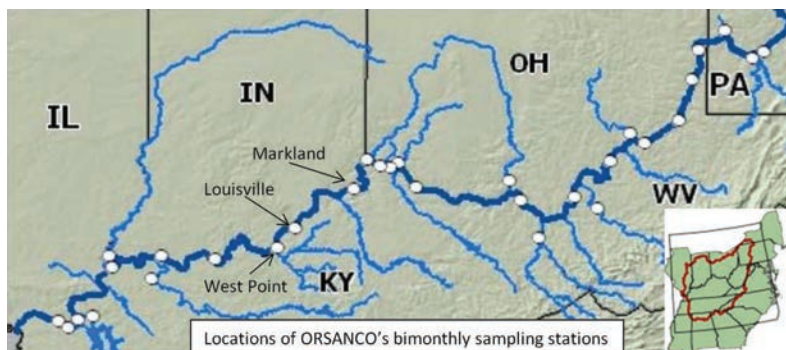 OH
PA
IN
IL
Markland
Louisville
WV
West Point
KY
Locations of ORSANCO's bimonthly sampling stations